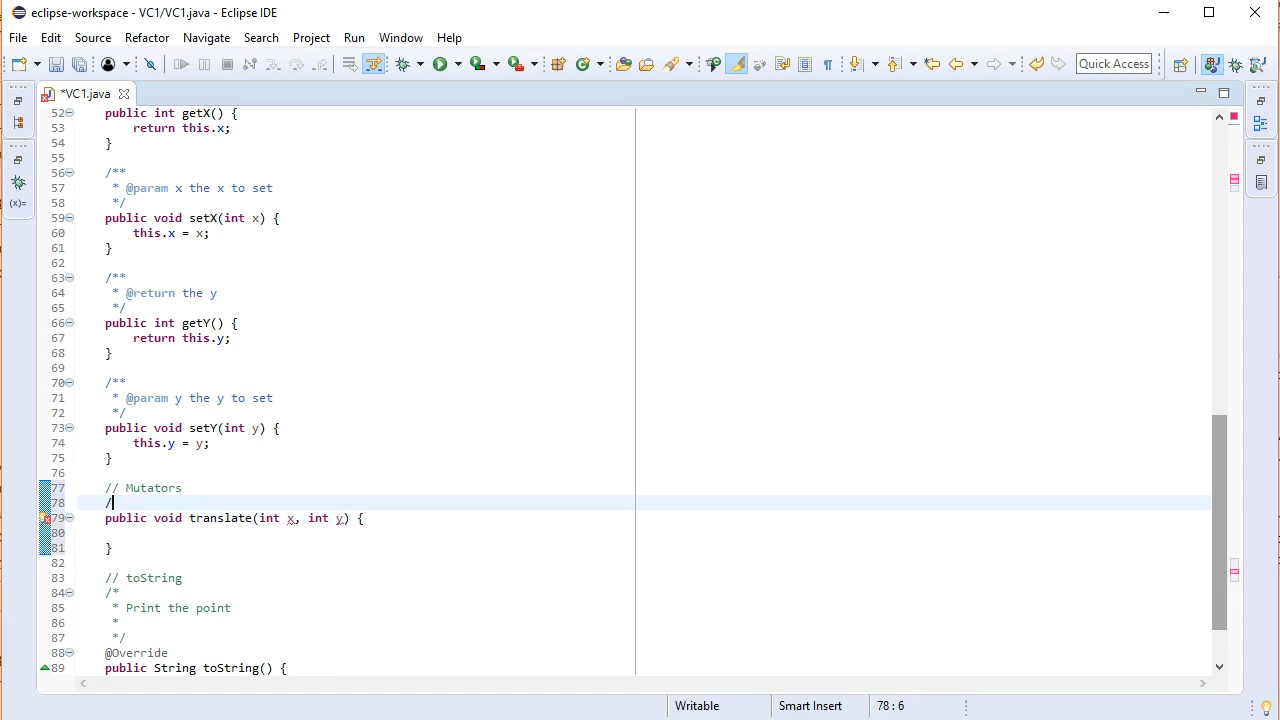 eclipse-workspace - VC1/VC1.java - Eclipse IDE
File Edit Source Refactor Navigate Search Project Run Window Help
Quick Access
*VC1.java
52 public int getX() {
53 return this.x;
54 }
55
56 /**
57 * @param x the x to set
58 */
59 public void setX(int x) {
60 this.x = x;
61 }
62
63 /**
64 * @return the y
65 */
66 public int getY() {
67 return this.y;
68 }
69
70 /**
71 * @param y the y to set
72 */
73 public void setY(int y) {
74 this.y = y;
75 }
76
77 // Mutators
78 /
79 public void translate(int x, int y) {
80
81 }
82
83 // toString
84 /*
85 * Print the point
86 *
87 */
88 @Override
89 public String toString() {
(x)=
Writable Smart Insert 78 : 6